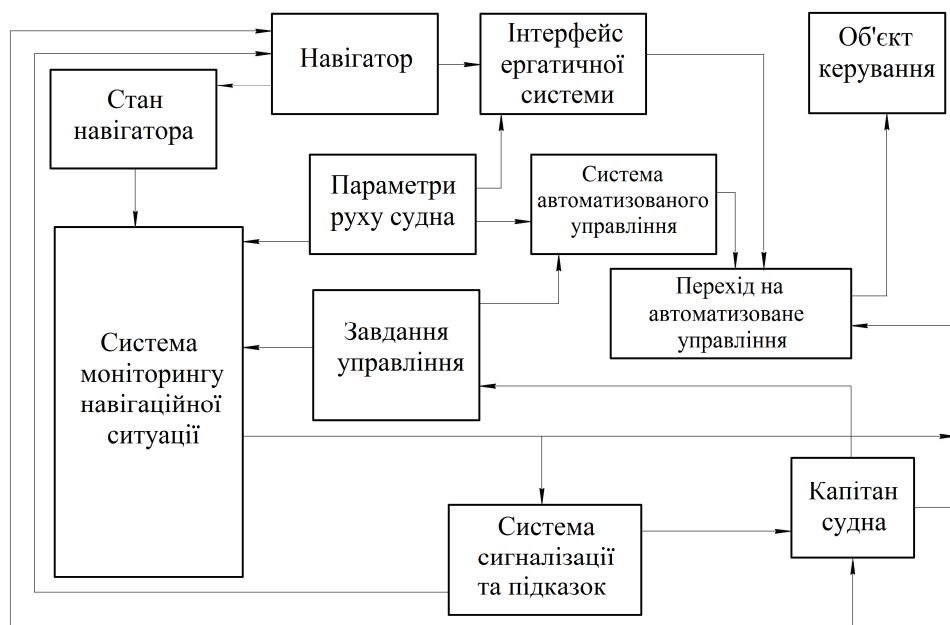 Навігатор
Інтерфейс
ергатичної
системи
Об'єкт
керування
Стан
навігатора
Параметри
руху судна
Система
автоматизованого
управління
Перехід на
автоматизоване
управління
Завдання
управління
Система
моніторингу
навігаційної
ситуації
Капітан
судна
Система
сигналізації
та підказок